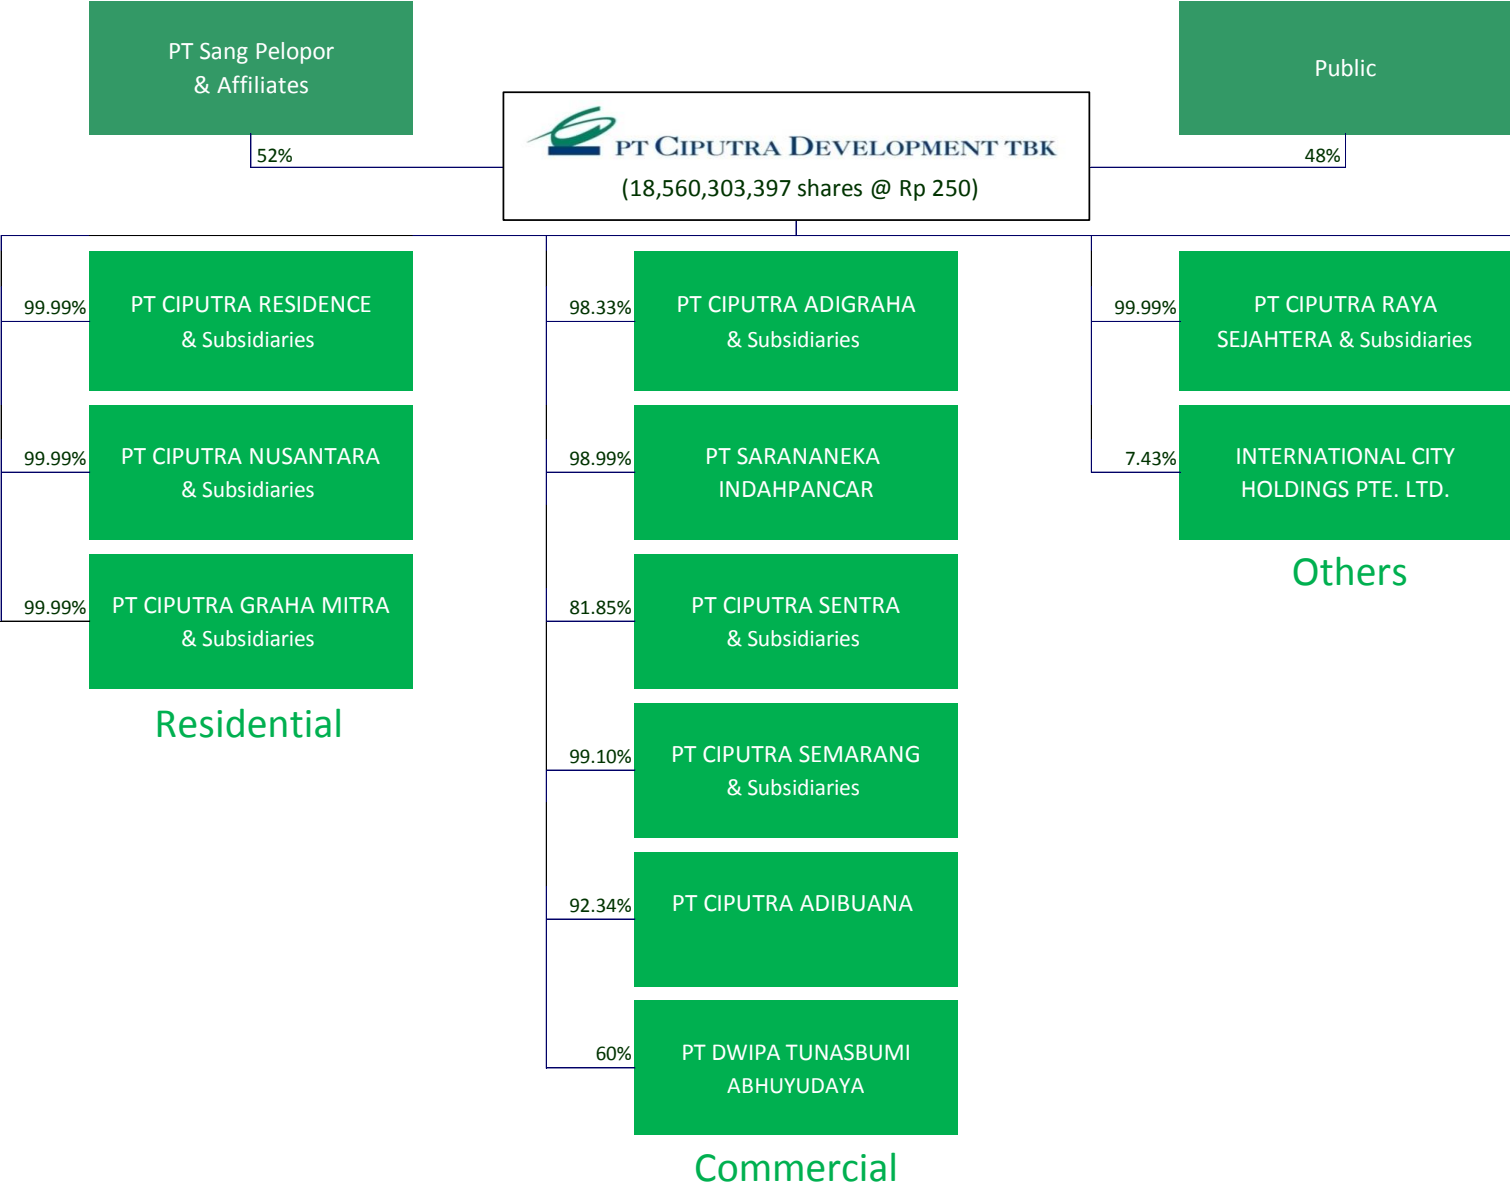 PT Sang Pelopor
& Affiliates
Public
PT CIPUTRA DEVELOPMENT TBK
(18,560,303,397 shares @ Rp 250)
52%
48%
99.99%
PT CIPUTRA RESIDENCE
& Subsidiaries
99.99%
PT CIPUTRA NUSANTARA
& Subsidiaries
99.99%
PT CIPUTRA GRAHA MITRA
& Subsidiaries
Residential
98.33%
PT CIPUTRA ADIGRAHA
& Subsidiaries
98.99%
PT SARANANEKA
INDAHPANCAR
81.85%
PT CIPUTRA SENTRA
& Subsidiaries
99.10%
PT CIPUTRA SEMARANG
& Subsidiaries
92.34%
PT CIPUTRA ADIBUANA
60%
PT DWIPA TUNASBUMI
ABHUYUDAYA
Commercial
99.99%
PT CIPUTRA RAYA
SEJAHTERA & Subsidiaries
7.43%
INTERNATIONAL CITY
HOLDINGS PTE. LTD.
Others